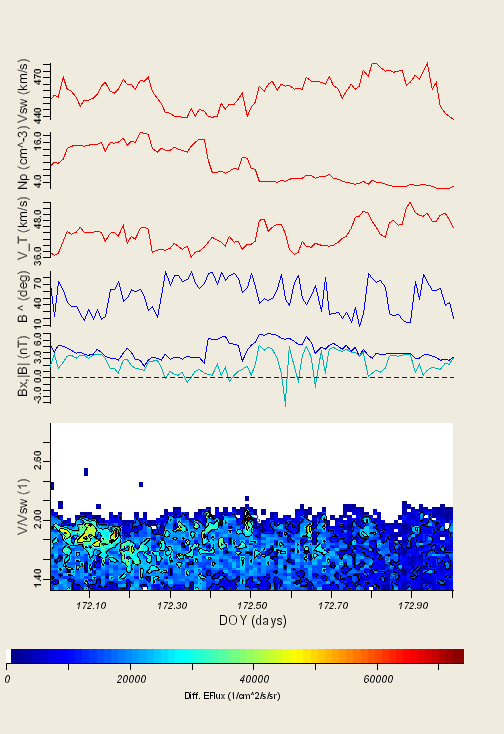 Vsw (km/s)
470
440
Np (cm^-3)
16.0
4.0
V_T (km/s)
48.0
36.0
B ^ (deg)
70
40
10
Bx,|B| (nT)
6.0
3.0
0.0
-3.0
V/Vsw (1)
2.60
2.00
1.40
172.10 172.30 172.50 172.70 172.90
DOY (days)
0 20000 40000 60000
Diff. EFlux (1/cm^2/s/sr)